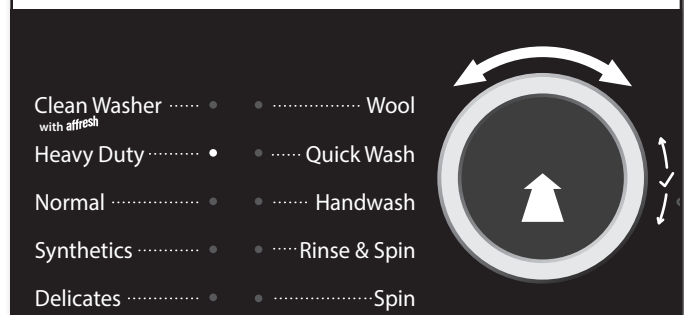 Clean Washer
with affresh
Heavy Duty
Normal
Synthetics
Delicates
Wool
Quick Wash
Handwash
Rinse & Spin
Spin